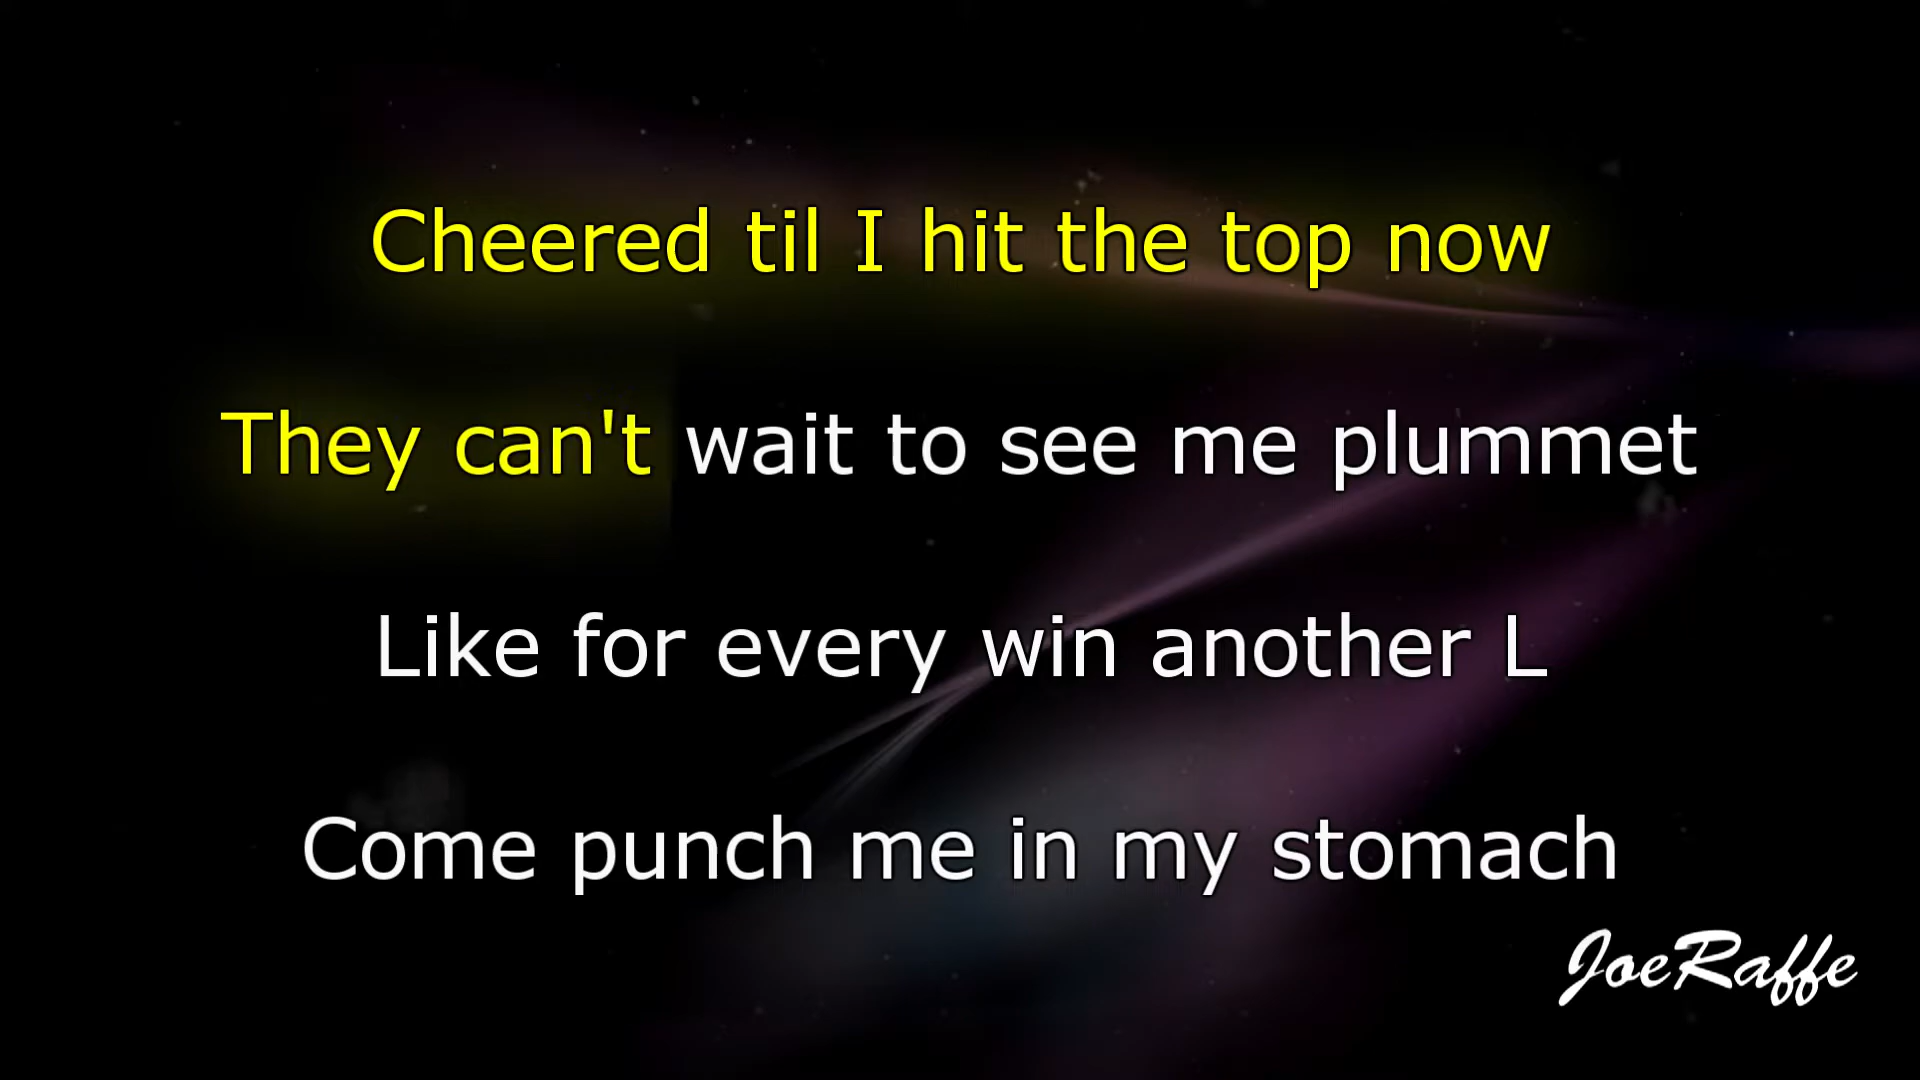 Cheered til I hit the top now
They can't wait to see me plummet
Like for every win another L
Come punch me in my stomach
JoeRaffe